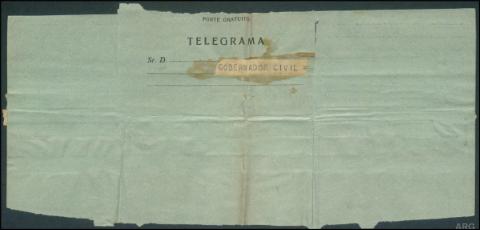 PORTE GRATUITO
TELEGRAMA
Sr. D.
GOBERNADOR CIVIL =
ARG